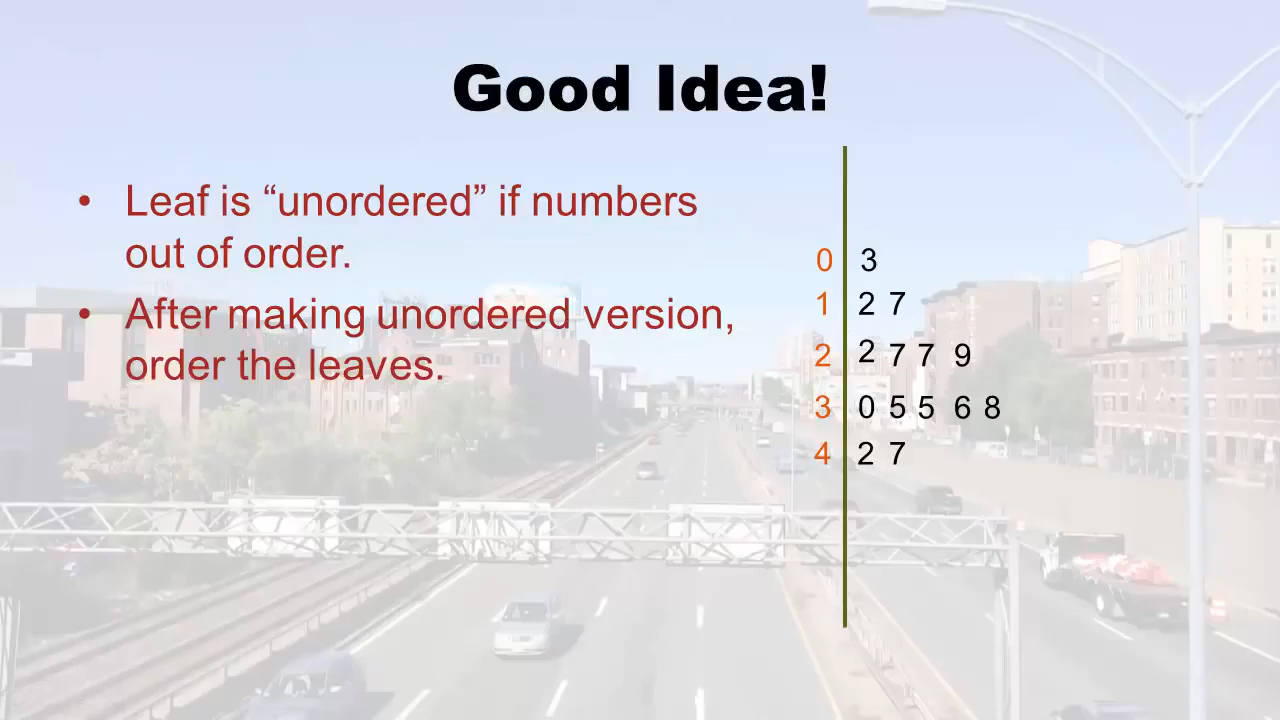 Good Idea!
• Leaf is “unordered” if numbers
out of order.
• After making unordered version,
order the leaves.
0 3
1 2 7
2 2 7 7 9
3 0 5 5 6 8
4 2 7